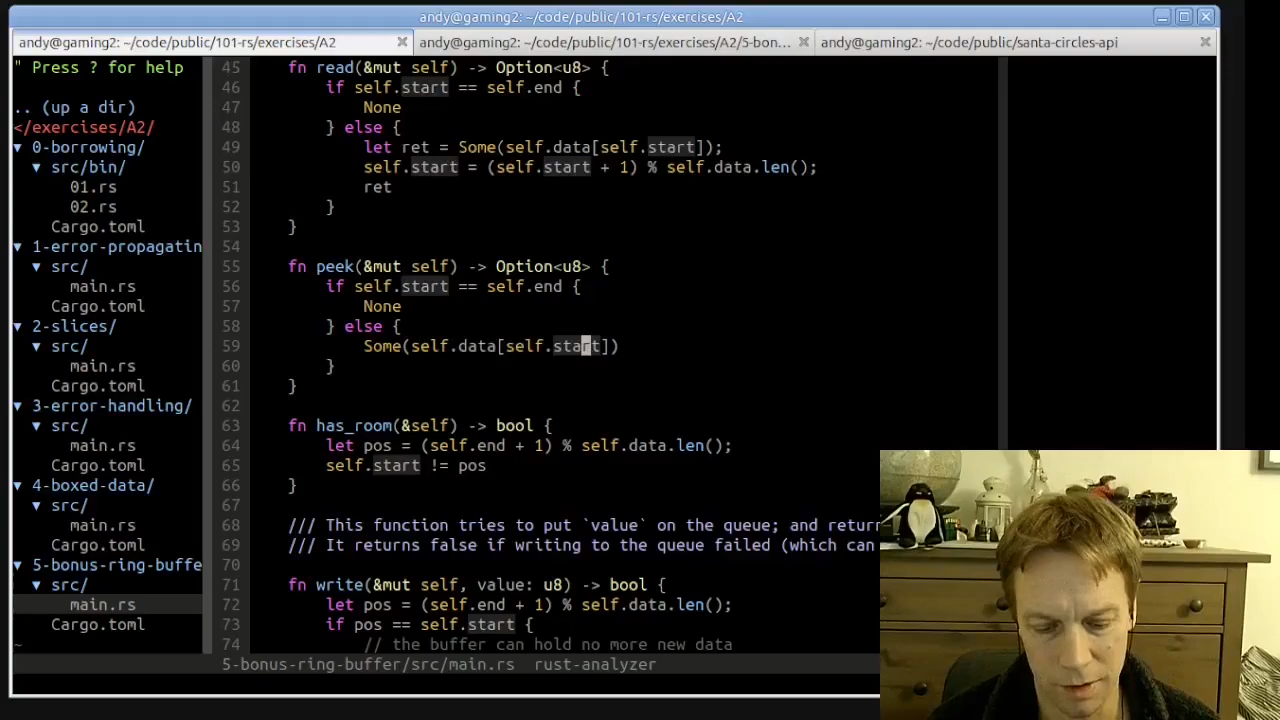 andy@gaming2: ~/code/public/101-rs/exercises/A2
andy@gaming2: ~/code/public/101-rs/exercises/A2
andy@gaming2: ~/code/public/101-rs/exercises/A2/5-bon...
andy@gaming2: ~/code/public/santa-circles-api
" Press ? for help
.. (up a dir)
</exercises/A2/
▼ 0-borrowing/
▼ src/bin/
01.rs
02.rs
Cargo.toml
▼ 1-error-propagatin
▼ src/
main.rs
Cargo.toml
▼ 2-slices/
▼ src/
main.rs
Cargo.toml
▼ 3-error-handling/
▼ src/
main.rs
Cargo.toml
▼ 4-boxed-data/
▼ src/
main.rs
Cargo.toml
▼ 5-bonus-ring-buffe
▼ src/
main.rs
Cargo.toml
~
45 fn read(&mut self) -> Option<u8> {
46 if self.start == self.end {
47 None
48 } else {
49 let ret = Some(self.data[self.start]);
50 self.start = (self.start + 1) % self.data.len();
51 ret
52 }
53 }
54
55 fn peek(&mut self) -> Option<u8> {
56 if self.start == self.end {
57 None
58 } else {
59 Some(self.data[self.start])
60 }
61 }
62
63 fn has_room(&self) -> bool {
64 let pos = (self.end + 1) % self.data.len();
65 self.start != pos
66 }
67
68 /// This function tries to put `value` on the queue; and return
69 /// It returns false if writing to the queue failed (which can
70
71 fn write(&mut self, value: u8) -> bool {
72 let pos = (self.end + 1) % self.data.len();
73 if pos == self.start {
74 // the buffer can hold no more new data
5-bonus-ring-buffer/src/main.rs rust-analyzer